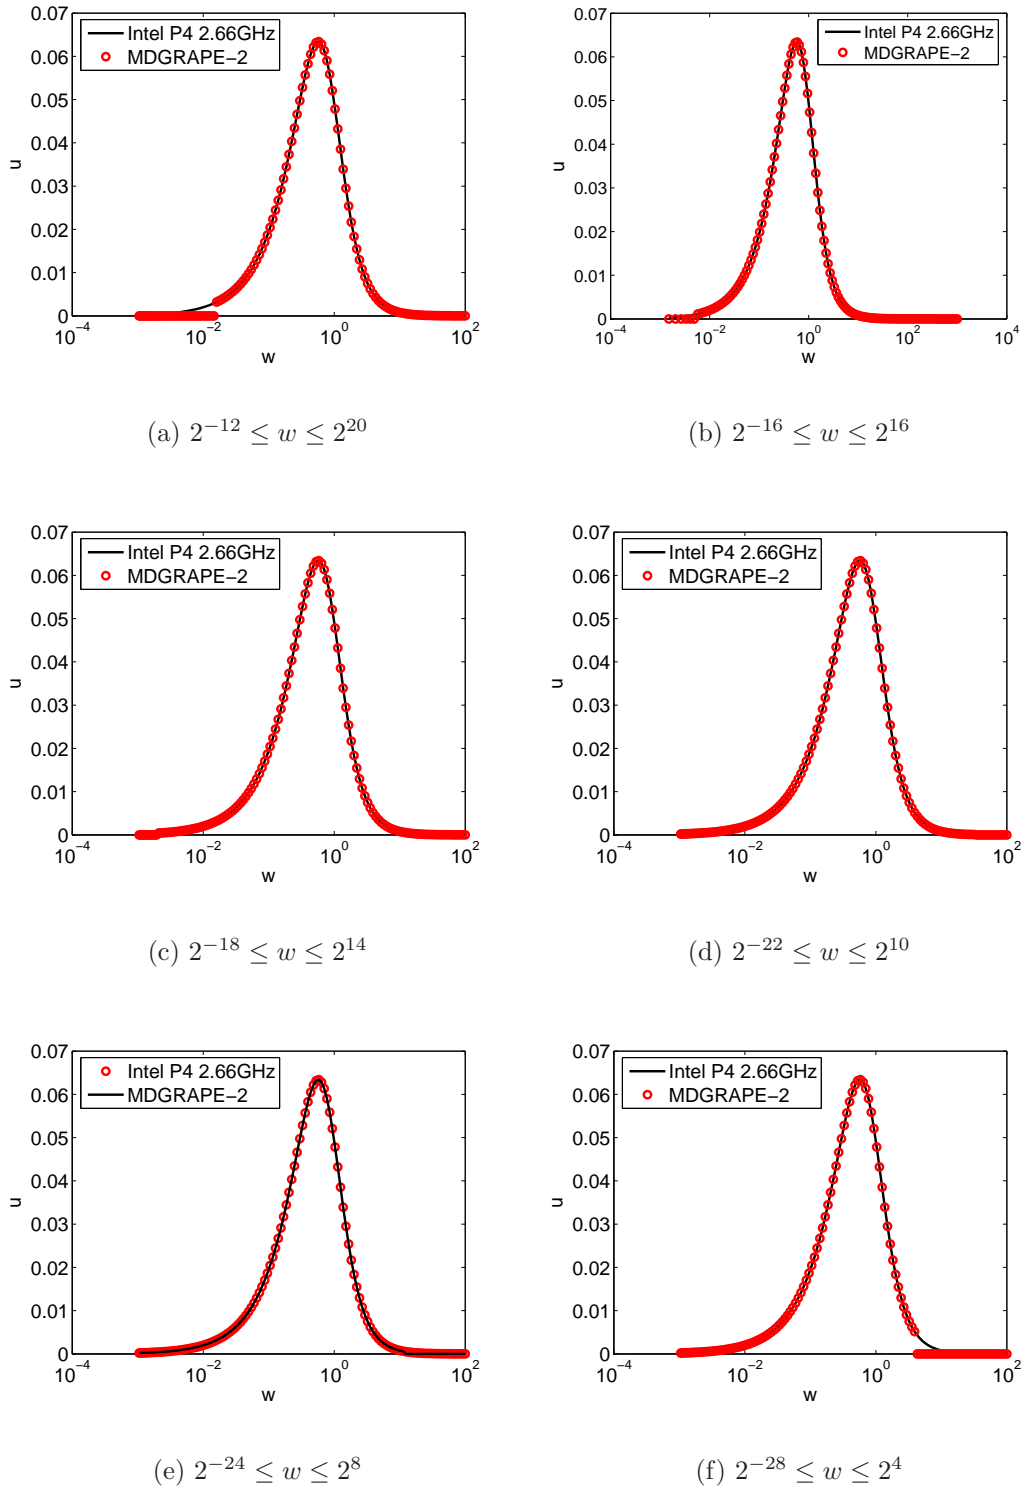 0.07
0.06
0.05
0.04
0.03
0.02
0.01
0
u
Intel P4 2.66GHz
MDGRAPE−2
10^−4 10^−2 10^0 10^2
w
(a) 2^−12 ≤ w ≤ 2^20
0.07
0.06
0.05
0.04
0.03
0.02
0.01
0
u
Intel P4 2.66GHz
MDGRAPE−2
10^−4 10^−2 10^0 10^2 10^4
w
(b) 2^−16 ≤ w ≤ 2^16
0.07
0.06
0.05
0.04
0.03
0.02
0.01
0
u
Intel P4 2.66GHz
MDGRAPE−2
10^−4 10^−2 10^0 10^2
w
(c) 2^−18 ≤ w ≤ 2^14
0.07
0.06
0.05
0.04
0.03
0.02
0.01
0
u
Intel P4 2.66GHz
MDGRAPE−2
10^−4 10^−2 10^0 10^2
w
(d) 2^−22 ≤ w ≤ 2^10
0.07
0.06
0.05
0.04
0.03
0.02
0.01
0
u
Intel P4 2.66GHz
MDGRAPE−2
10^−4 10^−2 10^0 10^2
w
(e) 2^−24 ≤ w ≤ 2^8
0.07
0.06
0.05
0.04
0.03
0.02
0.01
0
u
Intel P4 2.66GHz
MDGRAPE−2
10^−4 10^−2 10^0 10^2
w
(f) 2^−28 ≤ w ≤ 2^4